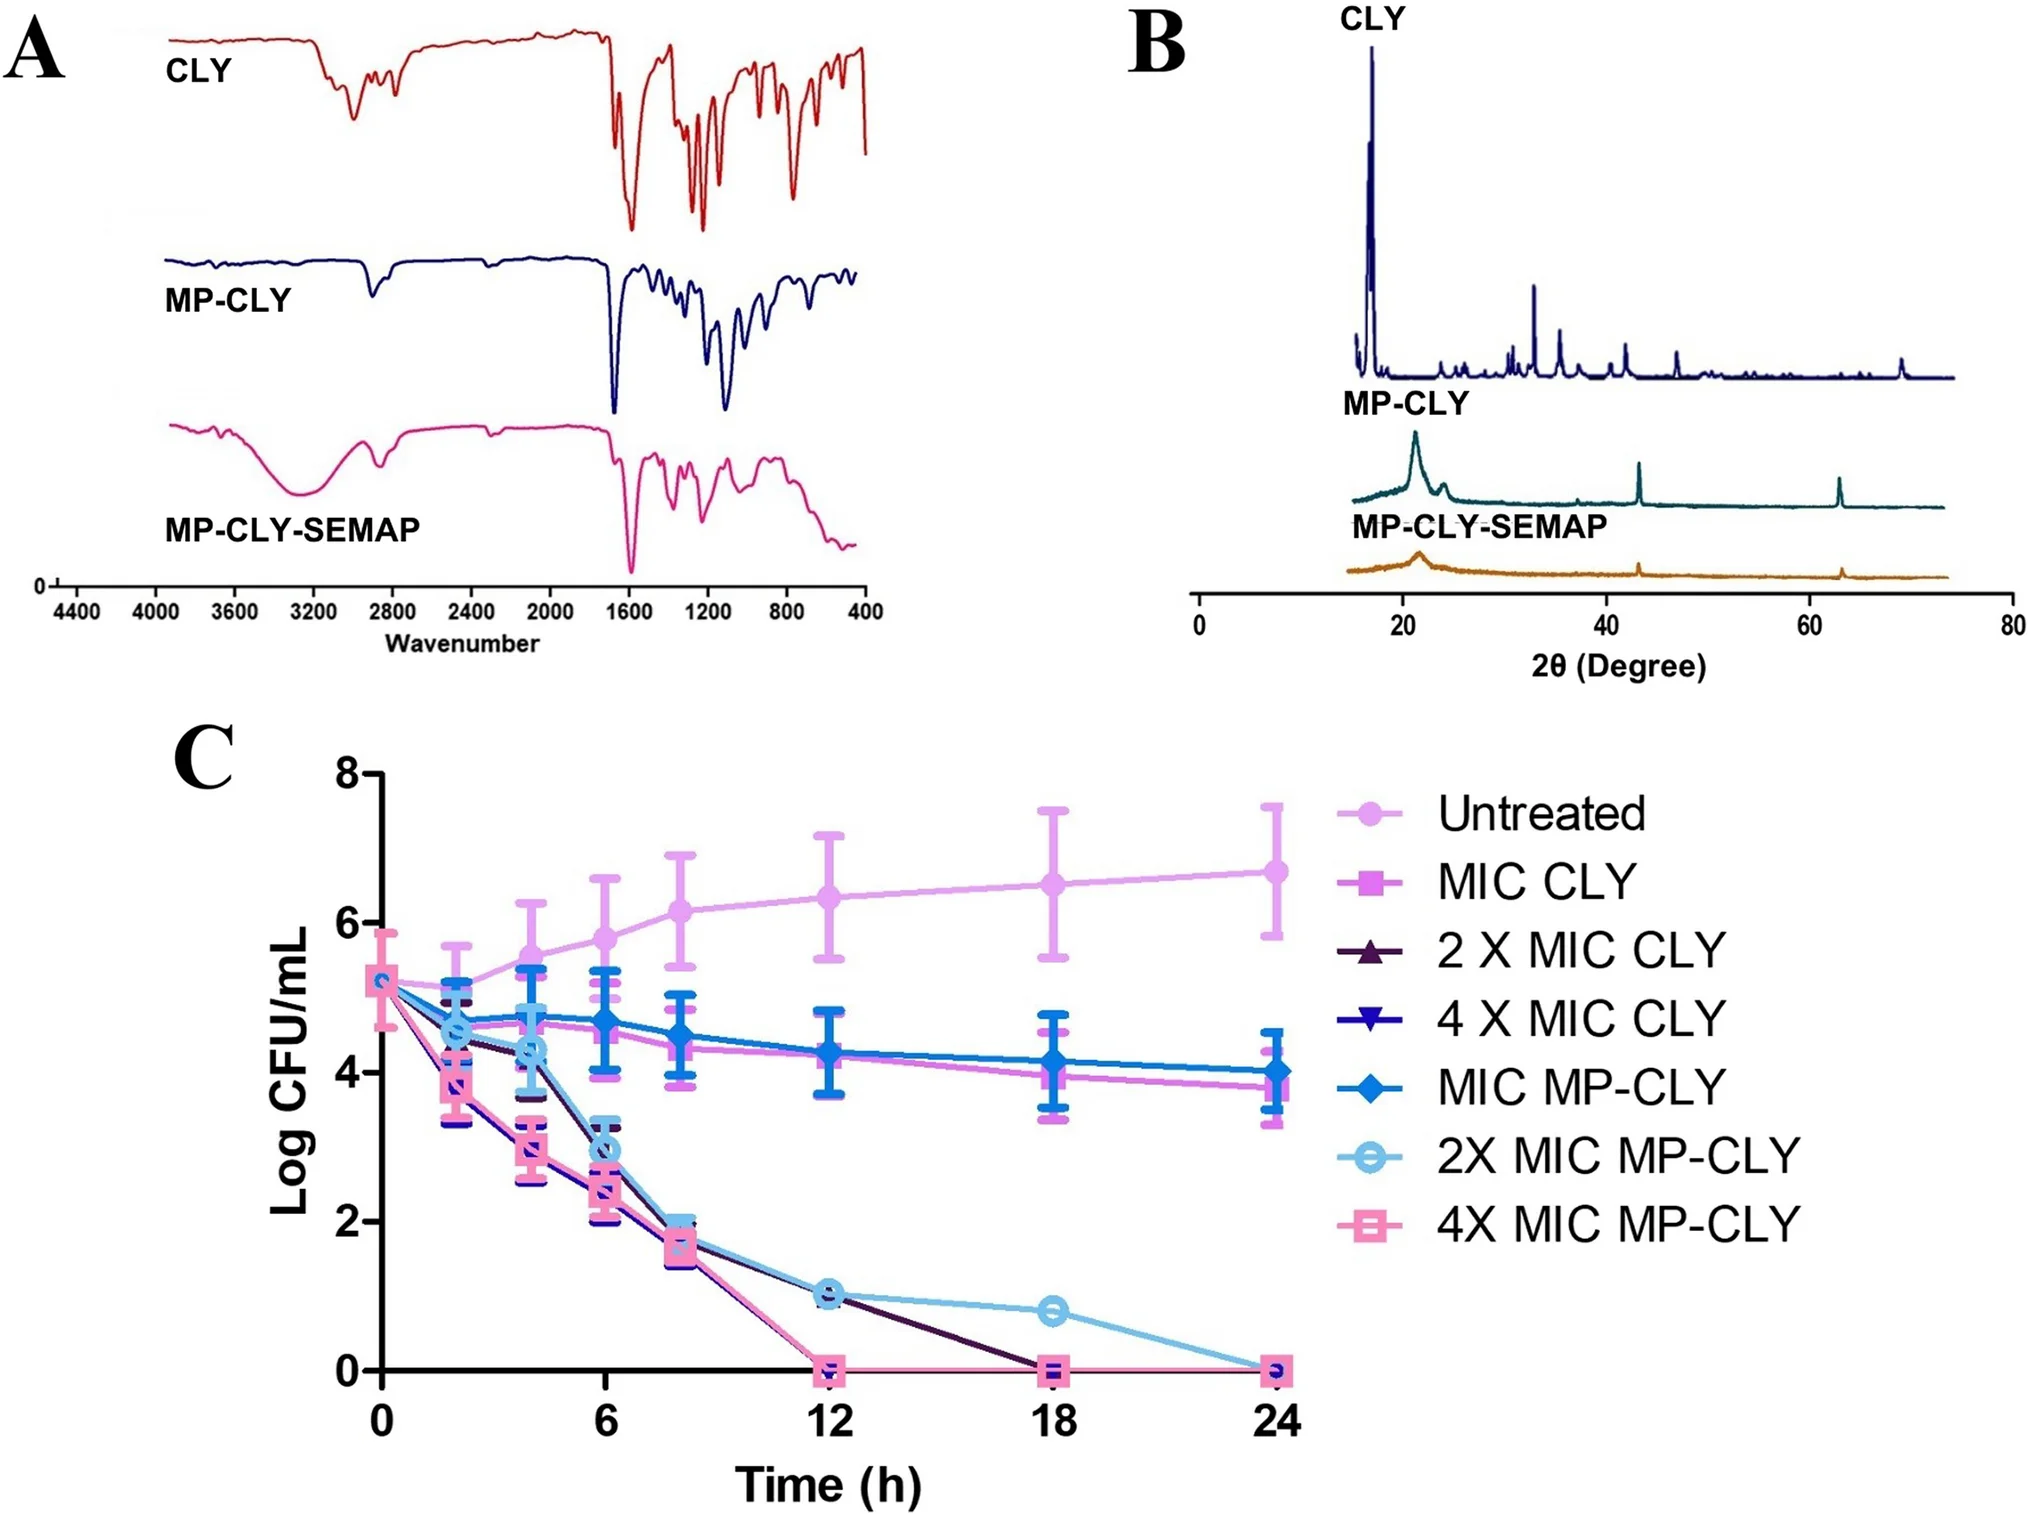 A
CLY
MP-CLY
MP-CLY-SEMAP
0
4400 4000 3600 3200 2800 2400 2000 1600 1200 800 400
Wavenumber
B
CLY
MP-CLY
MP-CLY-SEMAP
0 20 40 60 80
2θ (Degree)
C
8
6
4
2
0
Log CFU/mL
0 6 12 18 24
Time (h)
Untreated
MIC CLY
2 X MIC CLY
4 X MIC CLY
MIC MP-CLY
2X MIC MP-CLY
4X MIC MP-CLY